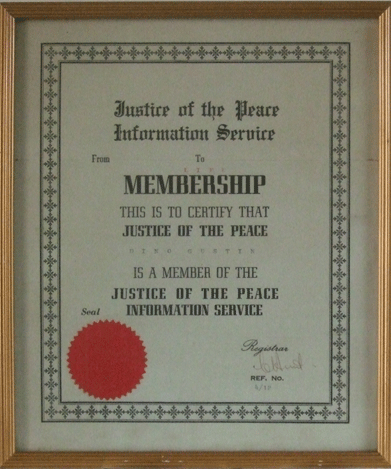 Justice of the Peace
Information Service
From To
MEMBERSHIP
THIS IS TO CERTIFY THAT
JUSTICE OF THE PEACE
IS A MEMBER OF THE
JUSTICE OF THE PEACE
Seal INFORMATION SERVICE
Registrar
REF. No.